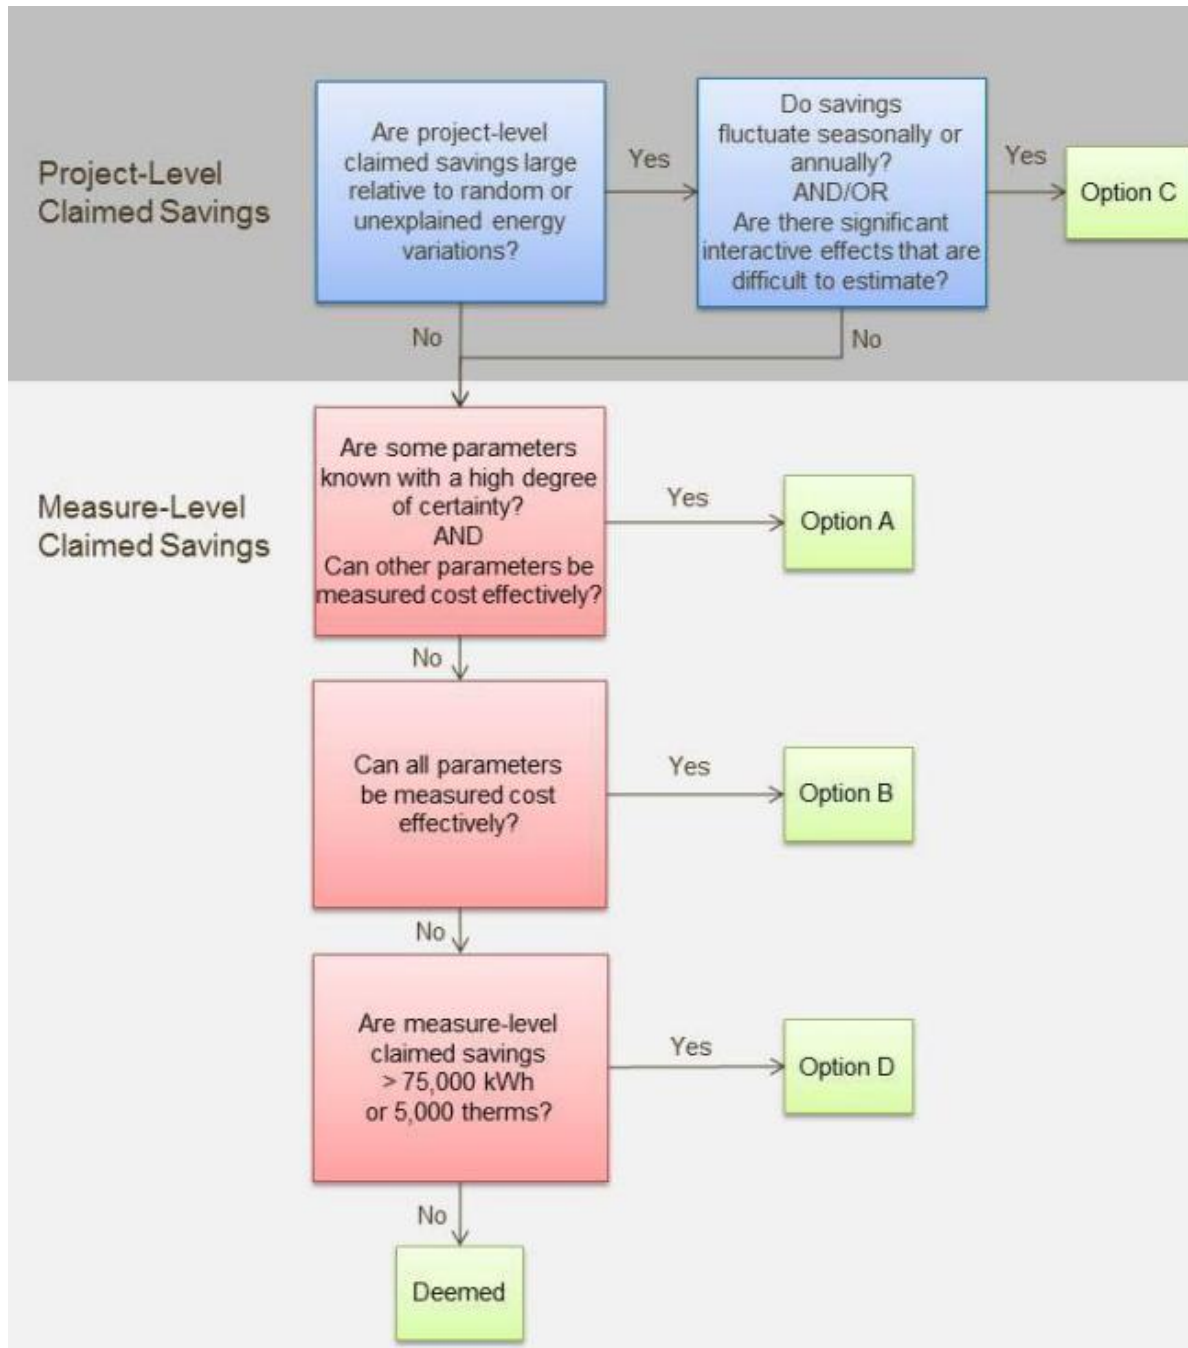 Project-Level
Claimed Savings
Are project-level
claimed savings large
relative to random or
unexplained energy
variations?
Yes
Do savings
fluctuate seasonally or
annually?
AND/OR
Are there significant
interactive effects that are
difficult to estimate?
Yes
Option C
No
No
Measure-Level
Claimed Savings
Are some parameters
known with a high degree
of certainty?
AND
Can other parameters be
measured cost effectively?
Yes
Option A
No
Can all parameters
be measured cost
effectively?
Yes
Option B
No
Are measure-level
claimed savings
> 75,000 kWh
or 5,000 therms?
Yes
Option D
No
Deemed